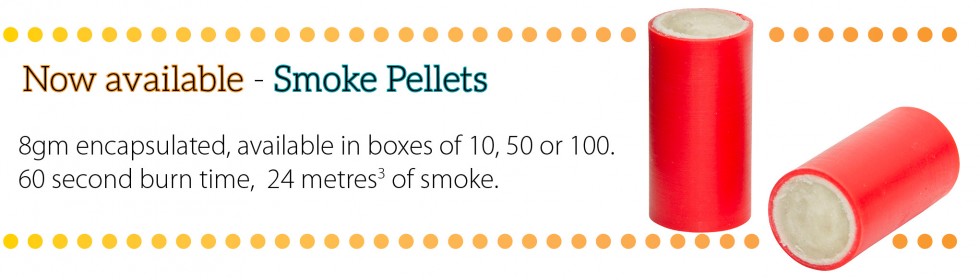 Now available - Smoke Pellets
8gm encapsulated, available in boxes of 10, 50 or 100.
60 second burn time,  24 metres³ of smoke.